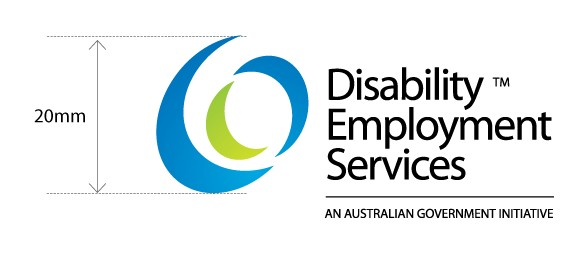 20mm
Disability ™
Employment
Services
AN AUSTRALIAN GOVERNMENT INITIATIVE